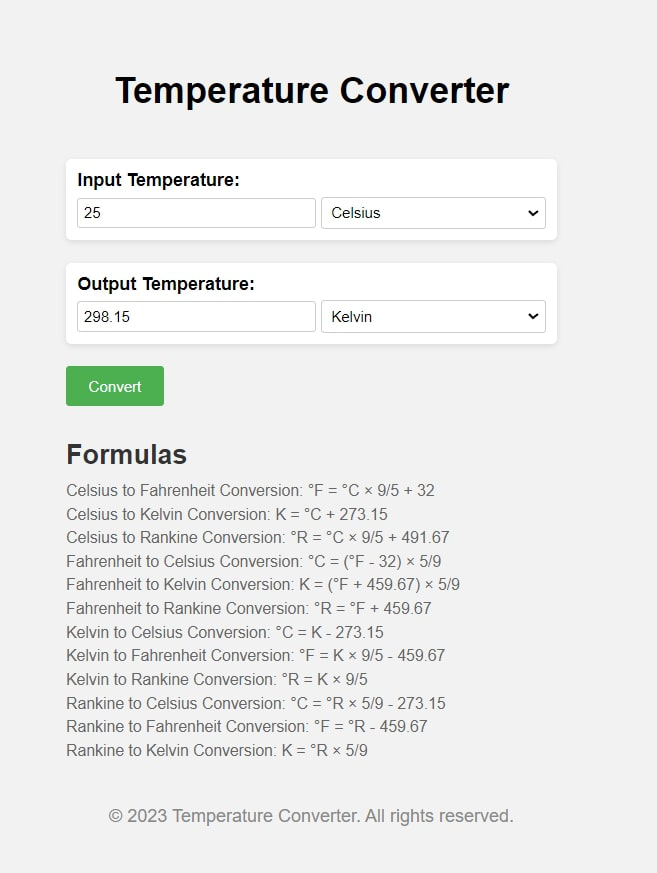 Temperature Converter
Input Temperature:
25 Celsius
Output Temperature:
298.15 Kelvin
Convert
Formulas
Celsius to Fahrenheit Conversion: °F = °C × 9/5 + 32
Celsius to Kelvin Conversion: K = °C + 273.15
Celsius to Rankine Conversion: °R = °C × 9/5 + 491.67
Fahrenheit to Celsius Conversion: °C = (°F - 32) × 5/9
Fahrenheit to Kelvin Conversion: K = (°F + 459.67) × 5/9
Fahrenheit to Rankine Conversion: °R = °F + 459.67
Kelvin to Celsius Conversion: °C = K - 273.15
Kelvin to Fahrenheit Conversion: °F = K × 9/5 - 459.67
Kelvin to Rankine Conversion: °R = K × 9/5
Rankine to Celsius Conversion: °C = °R × 5/9 - 273.15
Rankine to Fahrenheit Conversion: °F = °R - 459.67
Rankine to Kelvin Conversion: K = °R × 5/9
© 2023 Temperature Converter. All rights reserved.